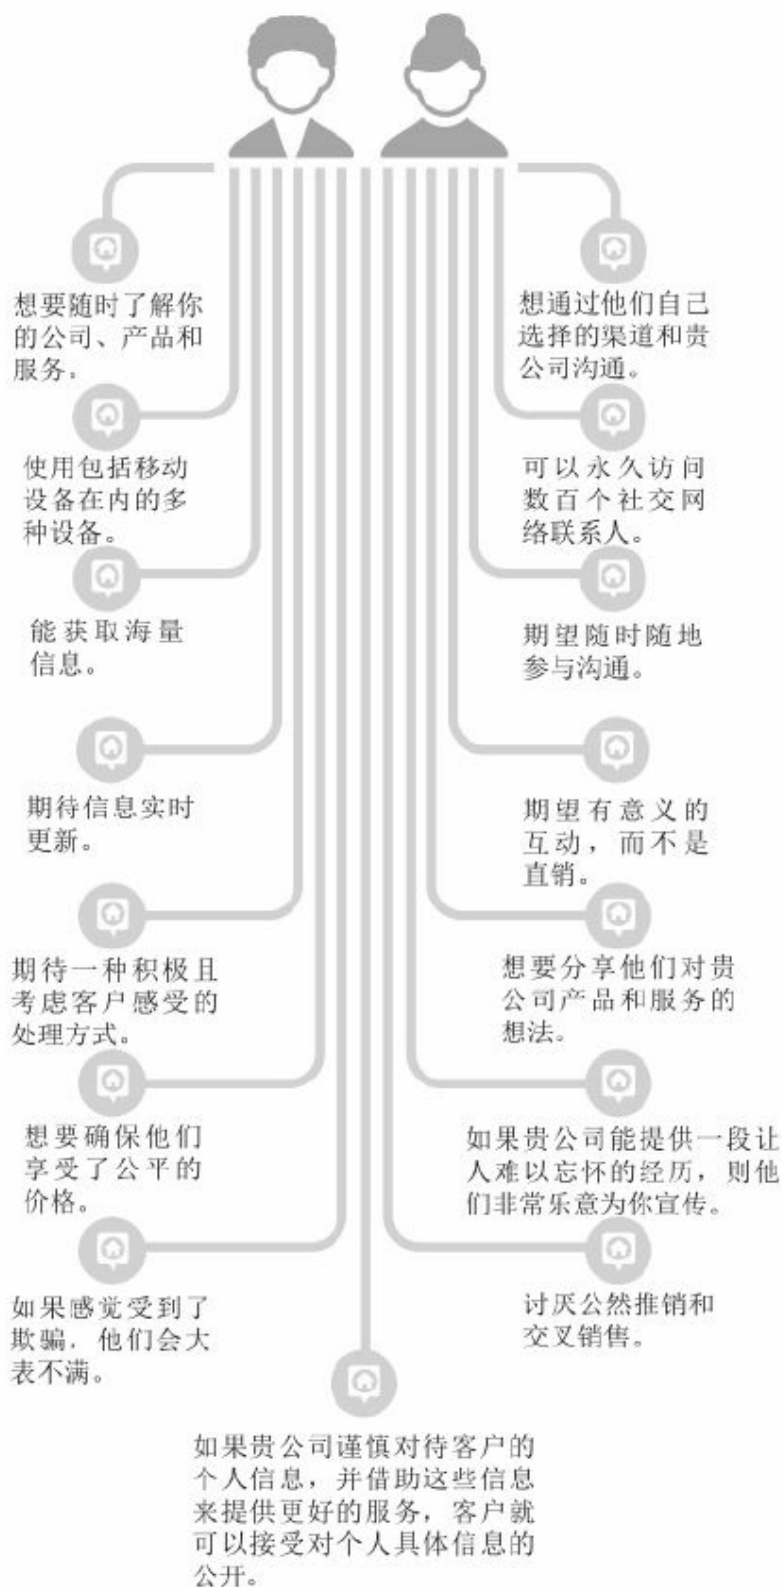 想要随时了解你
的公司、产品和
服务。
使用包括移动
设备在内的多
种设备。
能获取海量
信息。
期待信息实时
更新。
期待一种积极且
考虑客户感受的
处理方式。
想要确保他们
享受了公平的
价格。
如果感觉受到了
欺骗，他们会大
表不满。
想通过他们自己
选择的渠道和贵
公司沟通。
可以永久访问
数百个社交网
络联系人。
期望随时随地
参与沟通。
期望有意义的
互动，而不是
直销。
想要分享他们对贵
公司产品和服务的
想法。
如果贵公司能提供一段让
人难以忘怀的经历，则他
们非常乐意为你宣传。
讨厌公然推销和
交叉销售。
如果贵公司谨慎对待客户的
个人信息，并借助这些信息
来提供更好的服务，客户就
可以接受对个人具体信息的
公开。